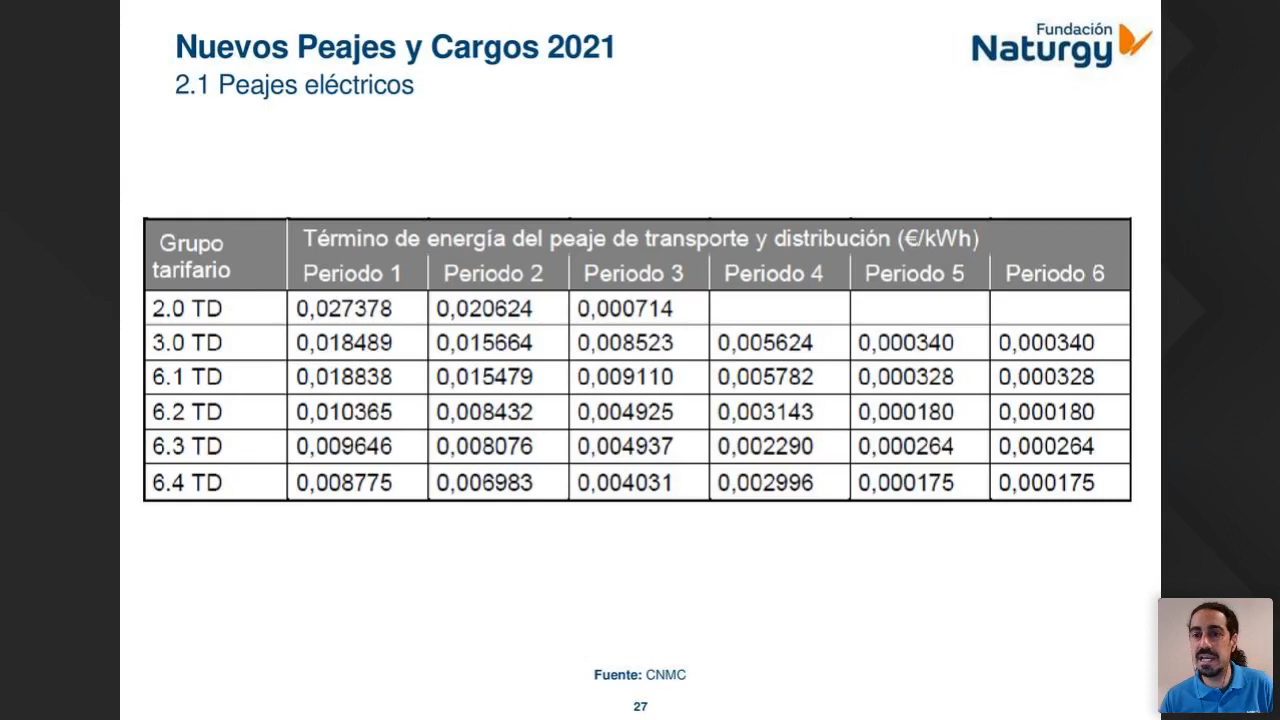 Nuevos Peajes y Cargos 2021
2.1 Peajes eléctricos
Fundación
Naturgy
Grupo tarifario Término de energía del peaje de transporte y distribución (€/kWh)
Periodo 1 Periodo 2 Periodo 3 Periodo 4 Periodo 5 Periodo 6
2.0 TD 0,027378 0,020624 0,000714
3.0 TD 0,018489 0,015664 0,008523 0,005624 0,000340 0,000340
6.1 TD 0,018838 0,015479 0,009110 0,005782 0,000328 0,000328
6.2 TD 0,010365 0,008432 0,004925 0,003143 0,000180 0,000180
6.3 TD 0,009646 0,008076 0,004937 0,002290 0,000264 0,000264
6.4 TD 0,008775 0,006983 0,004031 0,002996 0,000175 0,000175
Fuente: CNMC
27